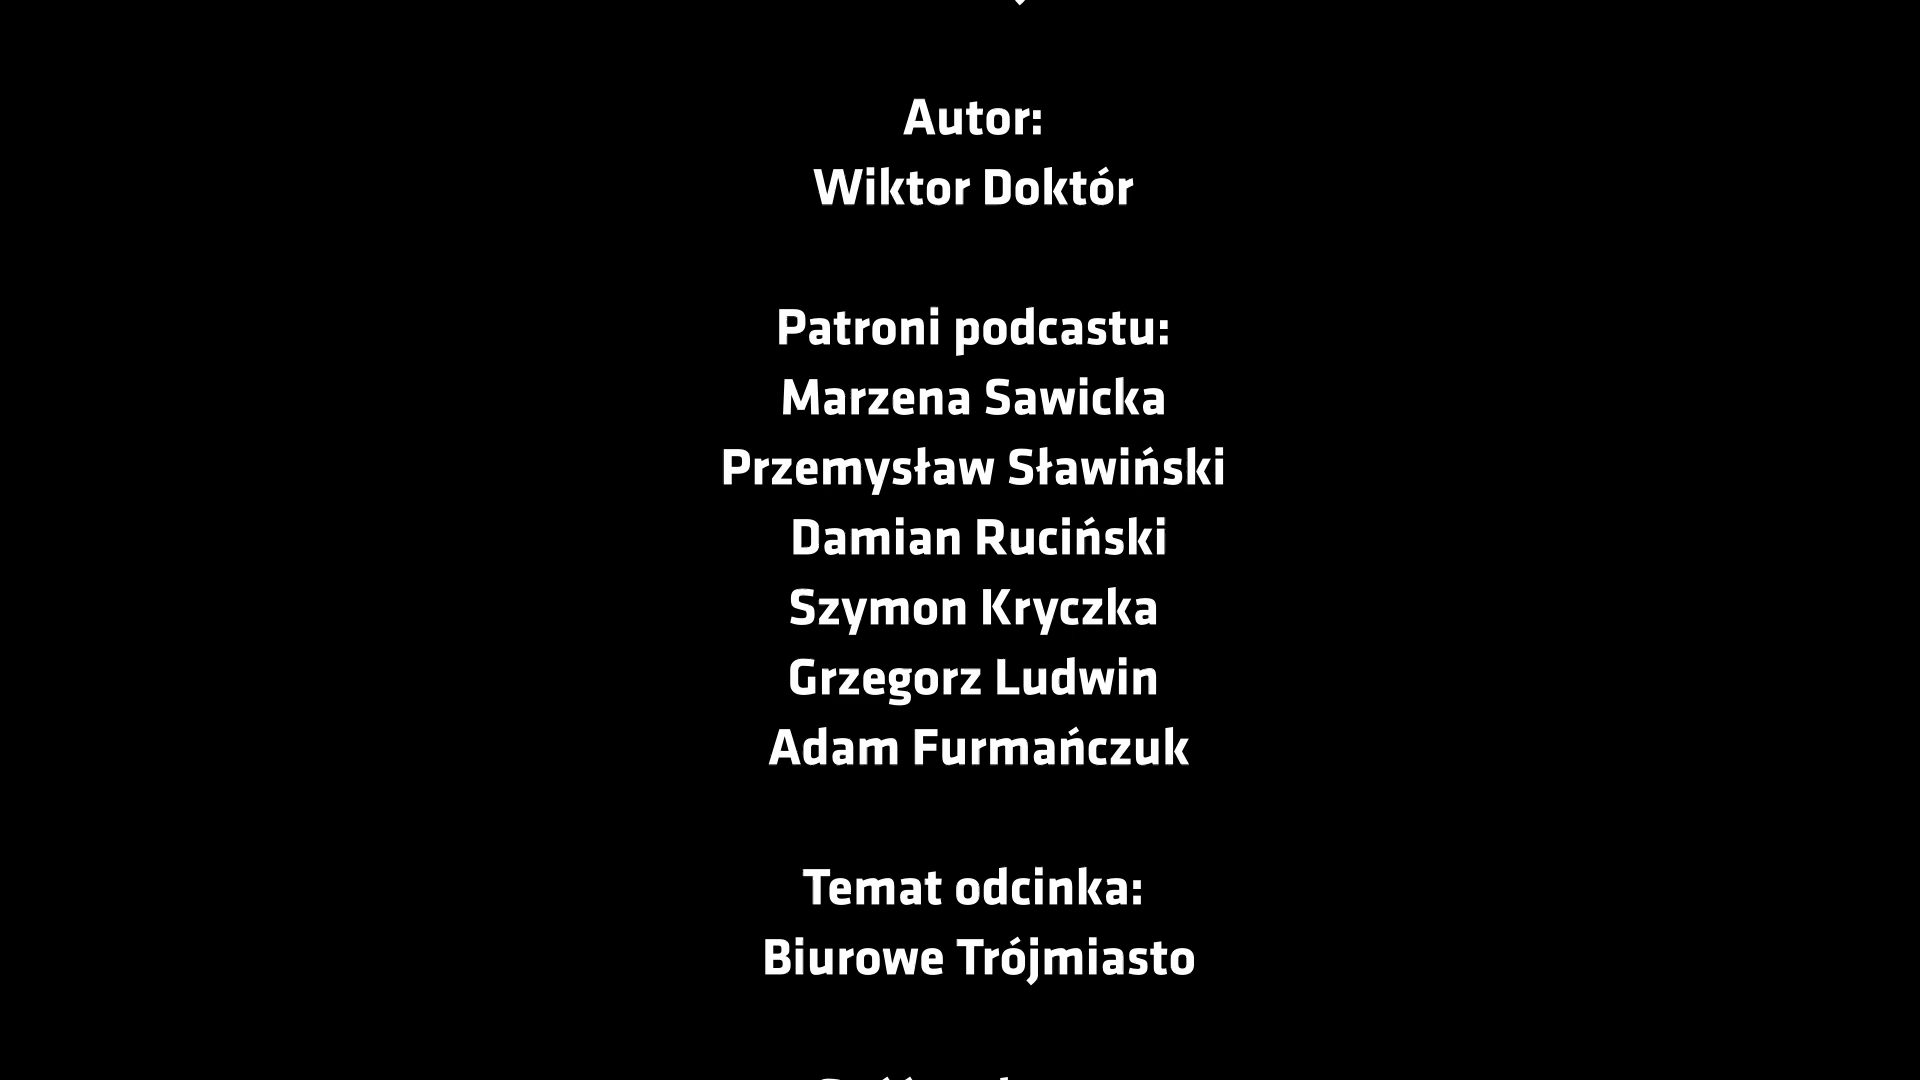 Autor:
Wiktor Doktór
Patroni podcastu:
Marzena Sawicka
Przemysław Sławiński
Damian Ruciński
Szymon Kryczka
Grzegorz Ludwin
Adam Furmańczuk
Temat odcinka:
Biurowe Trójmiasto